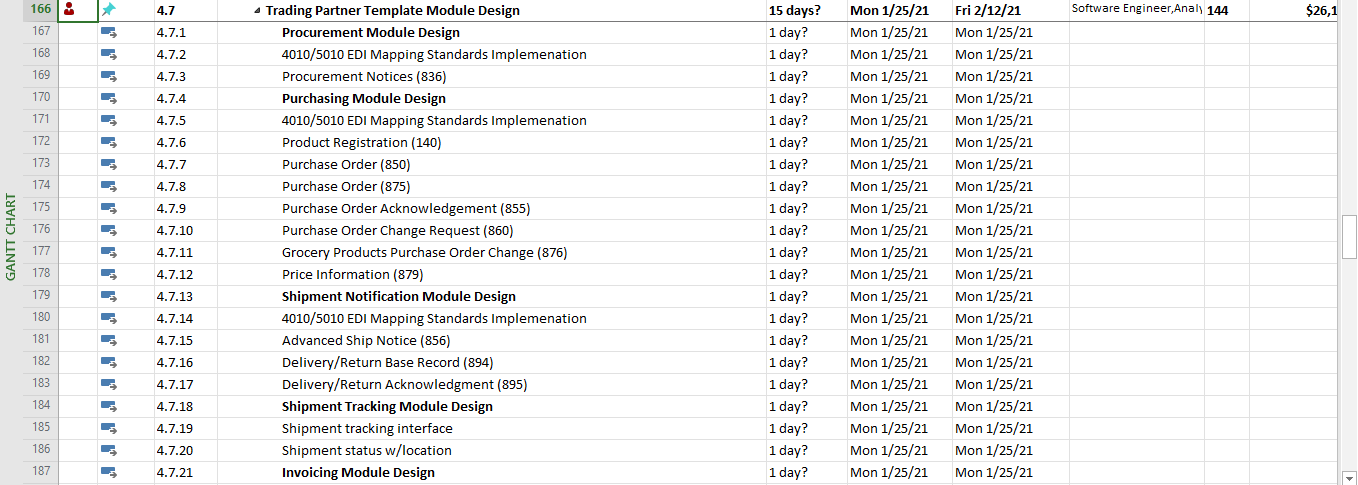 166 4.7 Trading Partner Template Module Design 15 days? Mon 1/25/21 Fri 2/12/21 Software Engineer,Analy 144 $26,1
167 4.7.1 Procurement Module Design 1 day? Mon 1/25/21 Mon 1/25/21
168 4.7.2 4010/5010 EDI Mapping Standards Implemenation 1 day? Mon 1/25/21 Mon 1/25/21
169 4.7.3 Procurement Notices (836) 1 day? Mon 1/25/21 Mon 1/25/21
170 4.7.4 Purchasing Module Design 1 day? Mon 1/25/21 Mon 1/25/21
171 4.7.5 4010/5010 EDI Mapping Standards Implemenation 1 day? Mon 1/25/21 Mon 1/25/21
172 4.7.6 Product Registration (140) 1 day? Mon 1/25/21 Mon 1/25/21
173 4.7.7 Purchase Order (850) 1 day? Mon 1/25/21 Mon 1/25/21
174 4.7.8 Purchase Order (875) 1 day? Mon 1/25/21 Mon 1/25/21
175 4.7.9 Purchase Order Acknowledgement (855) 1 day? Mon 1/25/21 Mon 1/25/21
176 4.7.10 Purchase Order Change Request (860) 1 day? Mon 1/25/21 Mon 1/25/21
177 4.7.11 Grocery Products Purchase Order Change (876) 1 day? Mon 1/25/21 Mon 1/25/21
178 4.7.12 Price Information (879) 1 day? Mon 1/25/21 Mon 1/25/21
179 4.7.13 Shipment Notification Module Design 1 day? Mon 1/25/21 Mon 1/25/21
180 4.7.14 4010/5010 EDI Mapping Standards Implemenation 1 day? Mon 1/25/21 Mon 1/25/21
181 4.7.15 Advanced Ship Notice (856) 1 day? Mon 1/25/21 Mon 1/25/21
182 4.7.16 Delivery/Return Base Record (894) 1 day? Mon 1/25/21 Mon 1/25/21
183 4.7.17 Delivery/Return Acknowledgment (895) 1 day? Mon 1/25/21 Mon 1/25/21
184 4.7.18 Shipment Tracking Module Design 1 day? Mon 1/25/21 Mon 1/25/21
185 4.7.19 Shipment tracking interface 1 day? Mon 1/25/21 Mon 1/25/21
186 4.7.20 Shipment status w/location 1 day? Mon 1/25/21 Mon 1/25/21
187 4.7.21 Invoicing Module Design 1 day? Mon 1/25/21 Mon 1/25/21
GANTT CHART